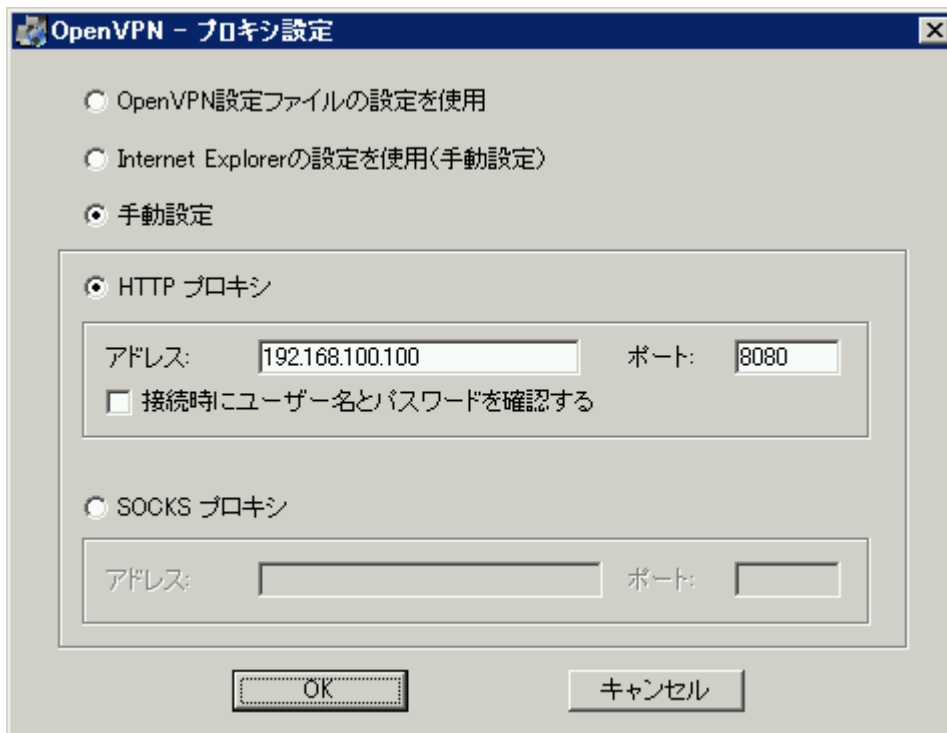 OpenVPN - プロキシ設定
OpenVPN設定ファイルの設定を使用
Internet Explorerの設定を使用(手動設定)
手動設定
HTTP プロキシ
アドレス: 192.168.100.100 ポート: 8080
接続時にユーザー名とパスワードを確認する
SOCKS プロキシ
アドレス: ポート:
OK キャンセル